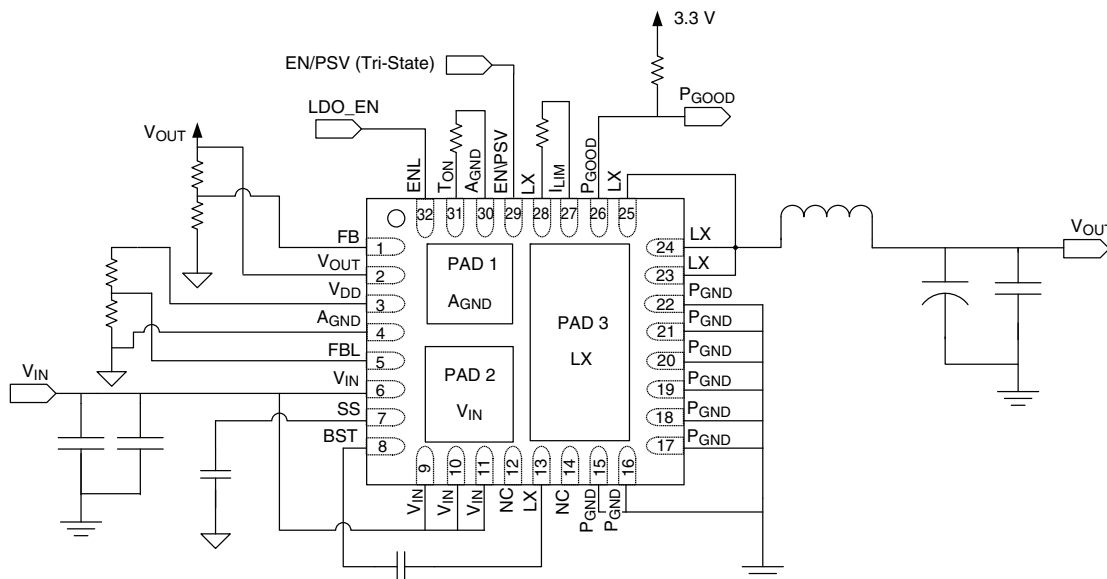 3.3 V
EN/PSV (Tri-State)
PGOOD
LDO_EN
VOUT
ENL
TON
AGND
EN\PSV
LX
ILIM
PGOOD
LX
32
31
30
29
28
27
26
25
FB
1
VOUT
2
VDD
3
AGND
4
FBL
5
VIN
VIN
6
SS
7
BST
8
PAD 1
AGND
PAD 2
VIN
PAD 3
LX
24
LX
23
LX
22
PGND
21
PGND
20
PGND
19
PGND
18
PGND
17
PGND
VOUT
9
10
11
12
13
14
15
16
VIN
VIN
VIN
NC
LX
NC
PGND
PGND